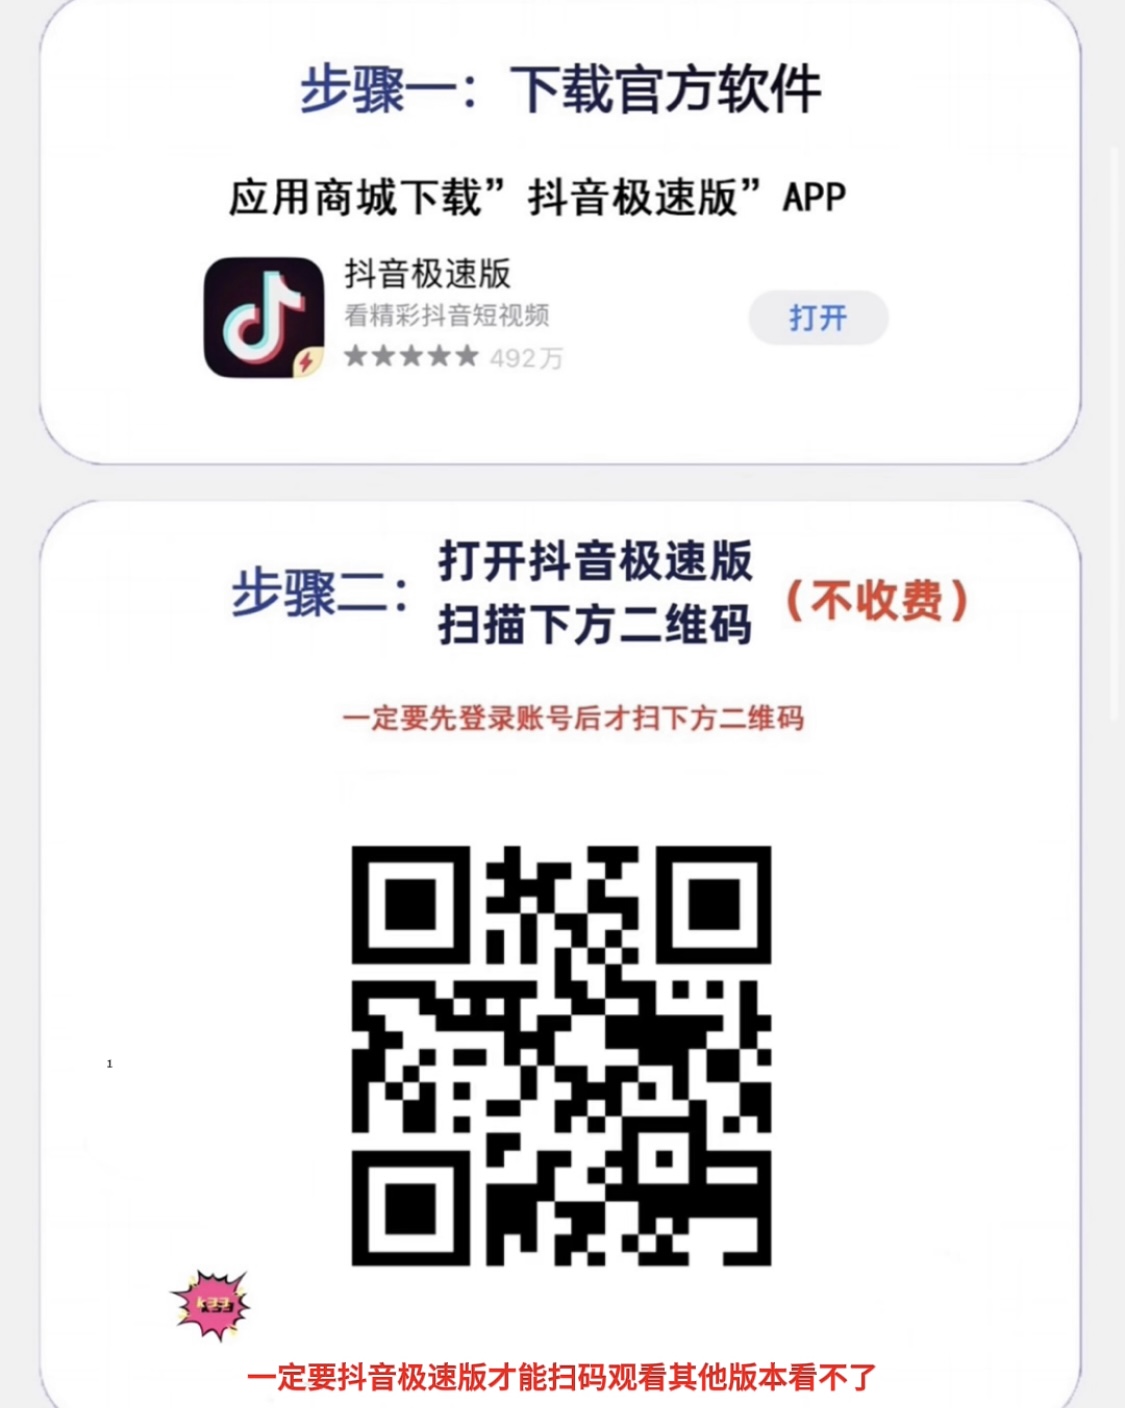 步骤一：下载官方软件
应用商城下载”抖音极速版”APP
抖音极速版
看精彩抖音短视频
★★★★★ 492万
打开
步骤二：
打开抖音极速版
扫描下方二维码
（不收费）
一定要先登录账号后才扫下方二维码
1
k33
一定要抖音极速版才能扫码观看其他版本看不了